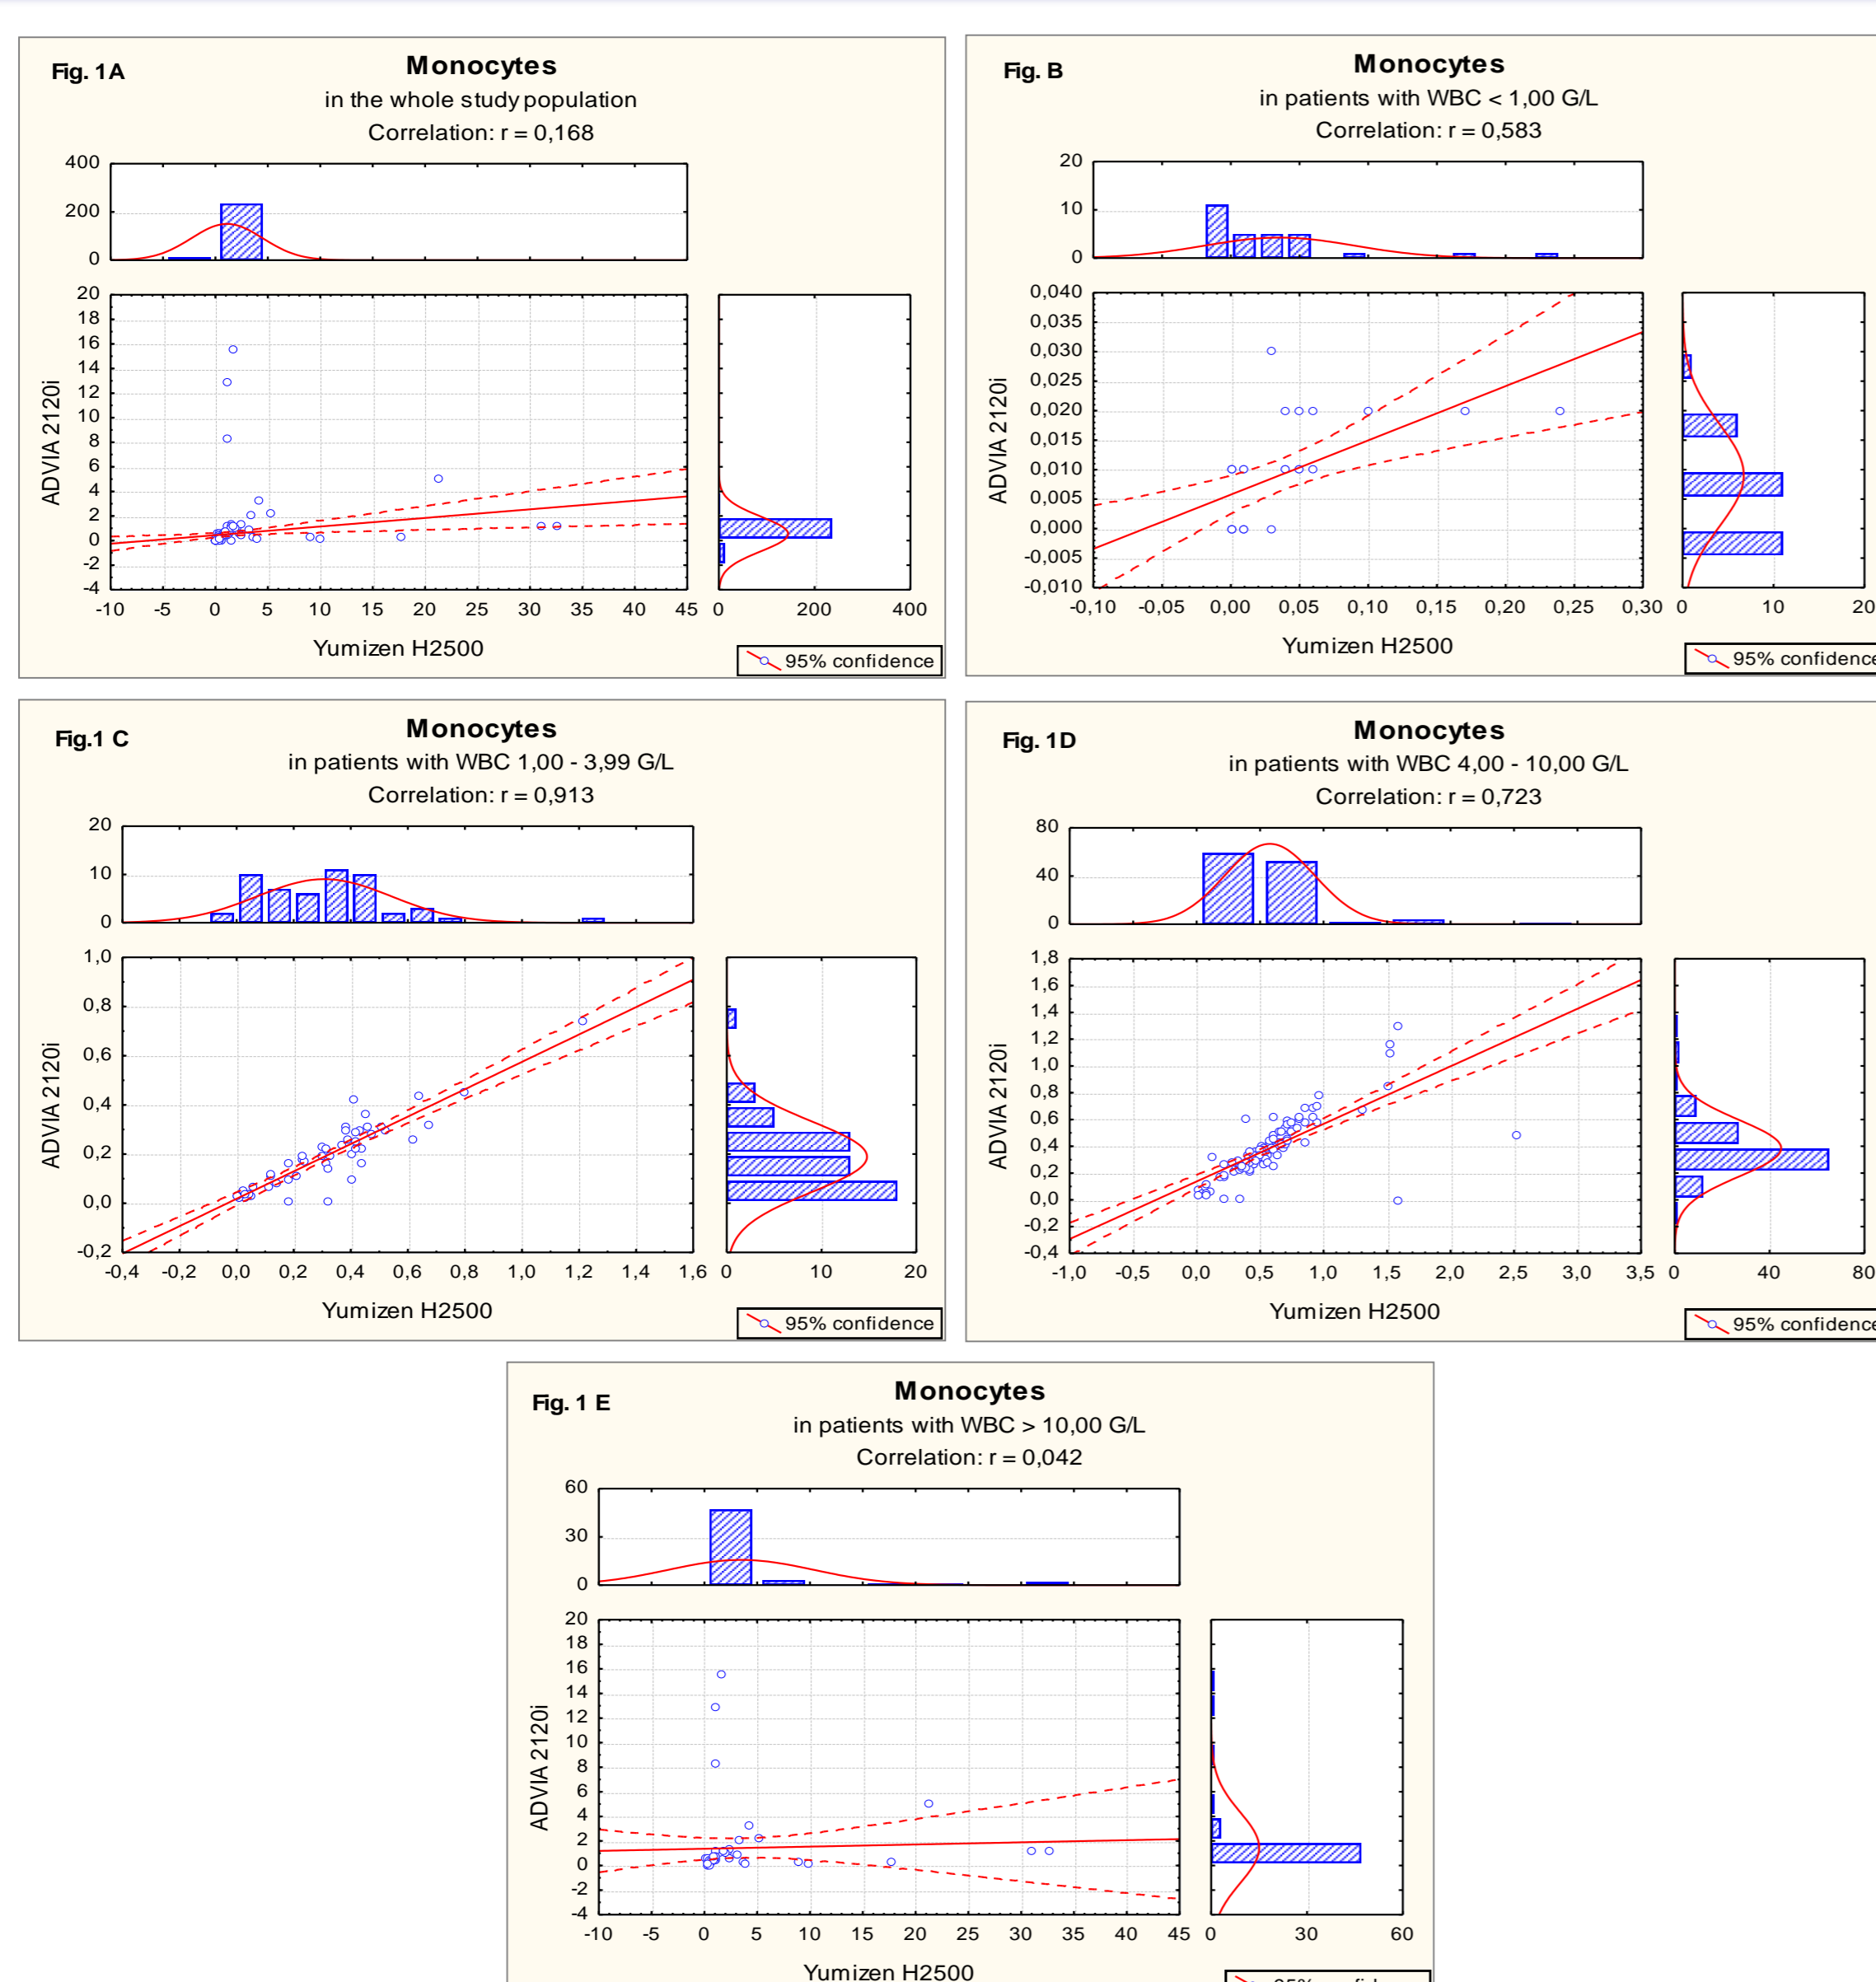 Fig. 1A
Monocytes
in the whole study population
Correlation: r = 0,168
400
200
0
20
18
16
14
12
10
8
6
4
2
0
-2
-4
ADVIA 2120i
-10 -5 0 5 10 15 20 25 30 35 40 45
0 200 400
Yumizen H2500
95% confidence
Fig. B
Monocytes
in patients with WBC < 1,00 G/L
Correlation: r = 0,583
20
10
0
0,040
0,035
0,030
0,025
0,020
0,015
0,010
0,005
0,000
-0,005
-0,010
ADVIA 2120i
-0,10 -0,05 0,00 0,05 0,10 0,15 0,20 0,25 0,30
0 10 20
Yumizen H2500
95% confidence
Fig.1 C
Monocytes
in patients with WBC 1,00 - 3,99 G/L
Correlation: r = 0,913
20
10
0
1,0
0,8
0,6
0,4
0,2
0,0
-0,2
ADVIA 2120i
-0,4 -0,2 0,0 0,2 0,4 0,6 0,8 1,0 1,2 1,4 1,6
0 10 20
Yumizen H2500
95% confidence
Fig. 1D
Monocytes
in patients with WBC 4,00 - 10,00 G/L
Correlation: r = 0,723
80
40
0
1,8
1,6
1,4
1,2
1,0
0,8
0,6
0,4
0,2
0,0
-0,2
-0,4
ADVIA 2120i
-1,0 -0,5 0,0 0,5 1,0 1,5 2,0 2,5 3,0 3,5
0 40 80
Yumizen H2500
95% confidence
Fig. 1 E
Monocytes
in patients with WBC > 10,00 G/L
Correlation: r = 0,042
60
30
0
20
18
16
14
12
10
8
6
4
2
0
-2
-4
ADVIA 2120i
-10 -5 0 5 10 15 20 25 30 35 40 45
0 30 60
Yumizen H2500